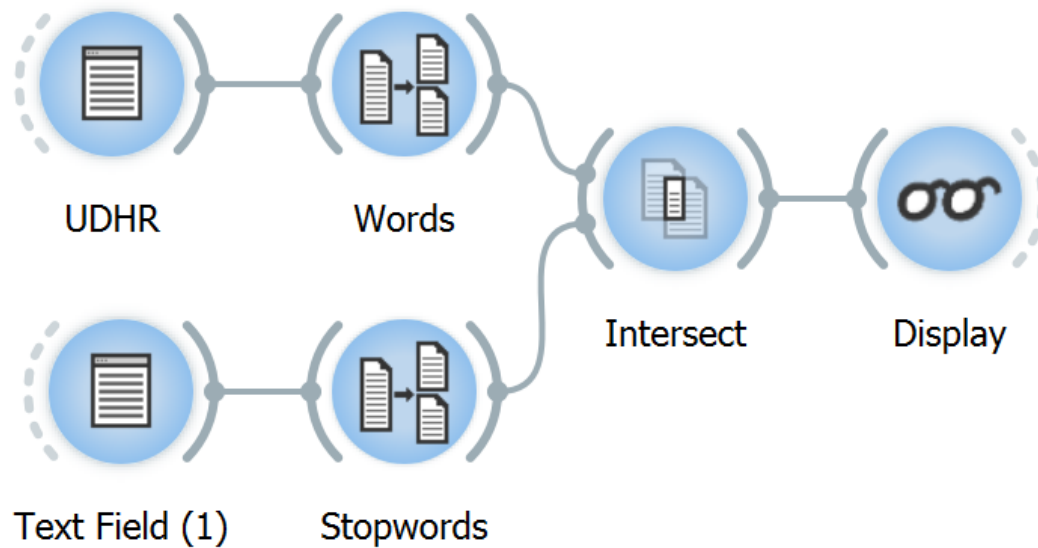 UDHR
Words
Intersect
Display
Text Field (1)
Stopwords